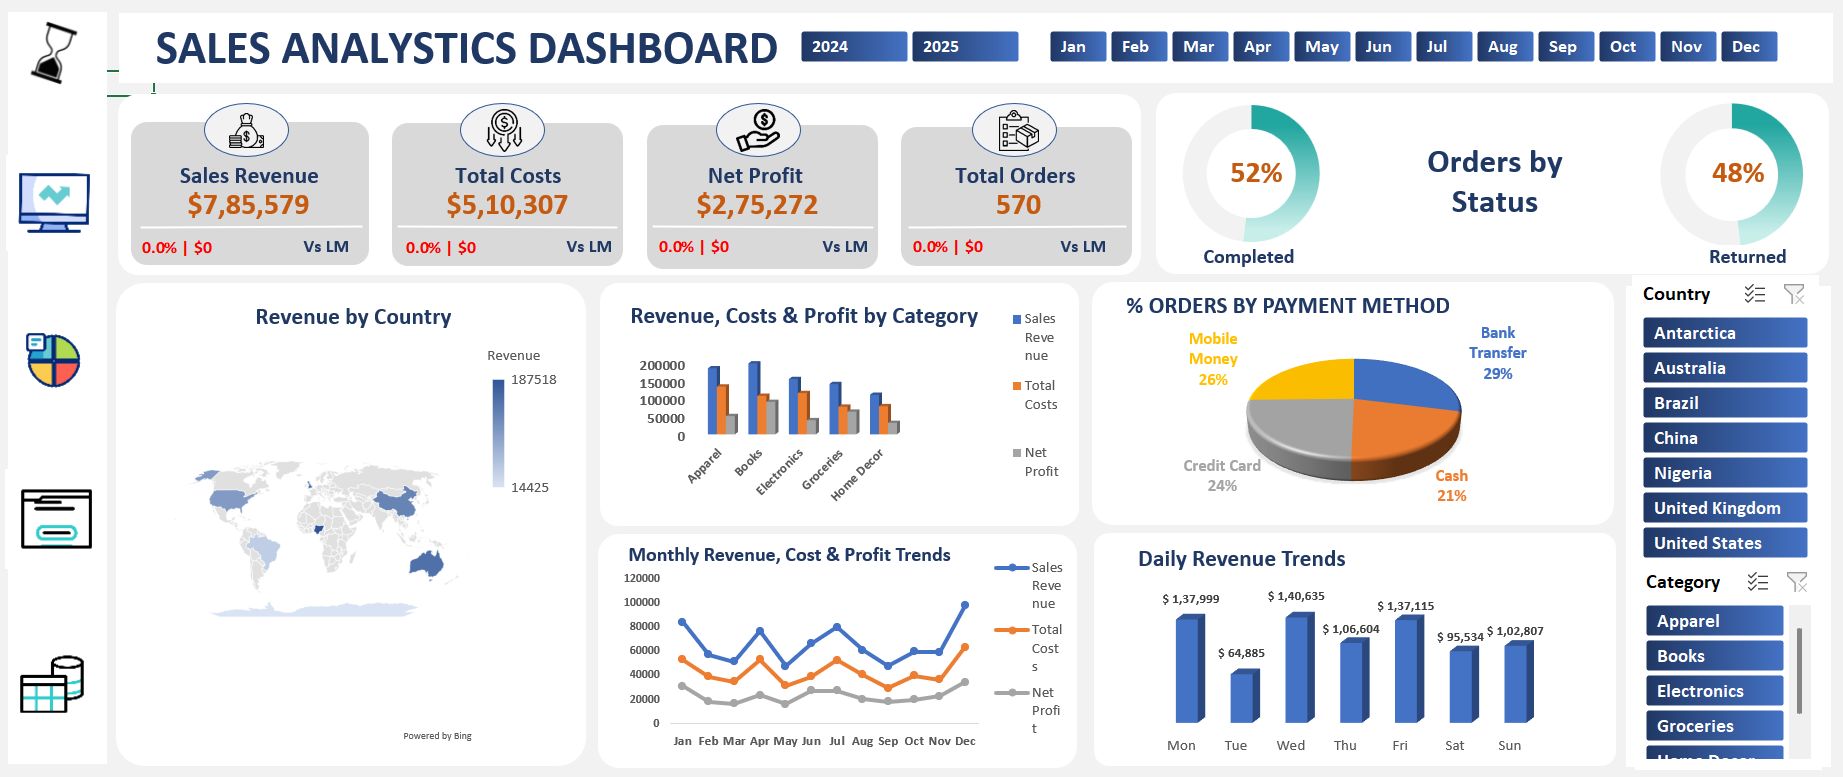 SALES ANALYSTICS DASHBOARD
2024
2025
Jan
Feb
Mar
Apr
May
Jun
Jul
Aug
Sep
Oct
Nov
Dec
Sales Revenue
$7,85,579
0.0% | $0
Vs LM
Total Costs
$5,10,307
0.0% | $0
Vs LM
Net Profit
$2,75,272
0.0% | $0
Vs LM
Total Orders
570
0.0% | $0
Vs LM
52%
Completed
Orders by
Status
48%
Returned
Revenue by Country
Revenue
187518
14425
Powered by Bing
Revenue, Costs & Profit by Category
200000
150000
100000
50000
0
Apparel
Books
Electronics
Groceries
Home Decor
Sales
Reve
nue
Total
Costs
Net
Profit
% ORDERS BY PAYMENT METHOD
Mobile
Money
26%
Bank
Transfer
29%
Credit Card
24%
Cash
21%
Country
Antarctica
Australia
Brazil
China
Nigeria
United Kingdom
United States
Category
Apparel
Books
Electronics
Groceries
Home Decor
Monthly Revenue, Cost & Profit Trends
120000
100000
80000
60000
40000
20000
0
Jan Feb Mar Apr May Jun Jul Aug Sep Oct Nov Dec
Sales
Reve
nue
Total
Cost
s
Net
Profi
t
Daily Revenue Trends
$ 1,37,999
$ 64,885
$ 1,40,635
$ 1,06,604
$ 1,37,115
$ 95,534
$ 1,02,807
Mon
Tue
Wed
Thu
Fri
Sat
Sun